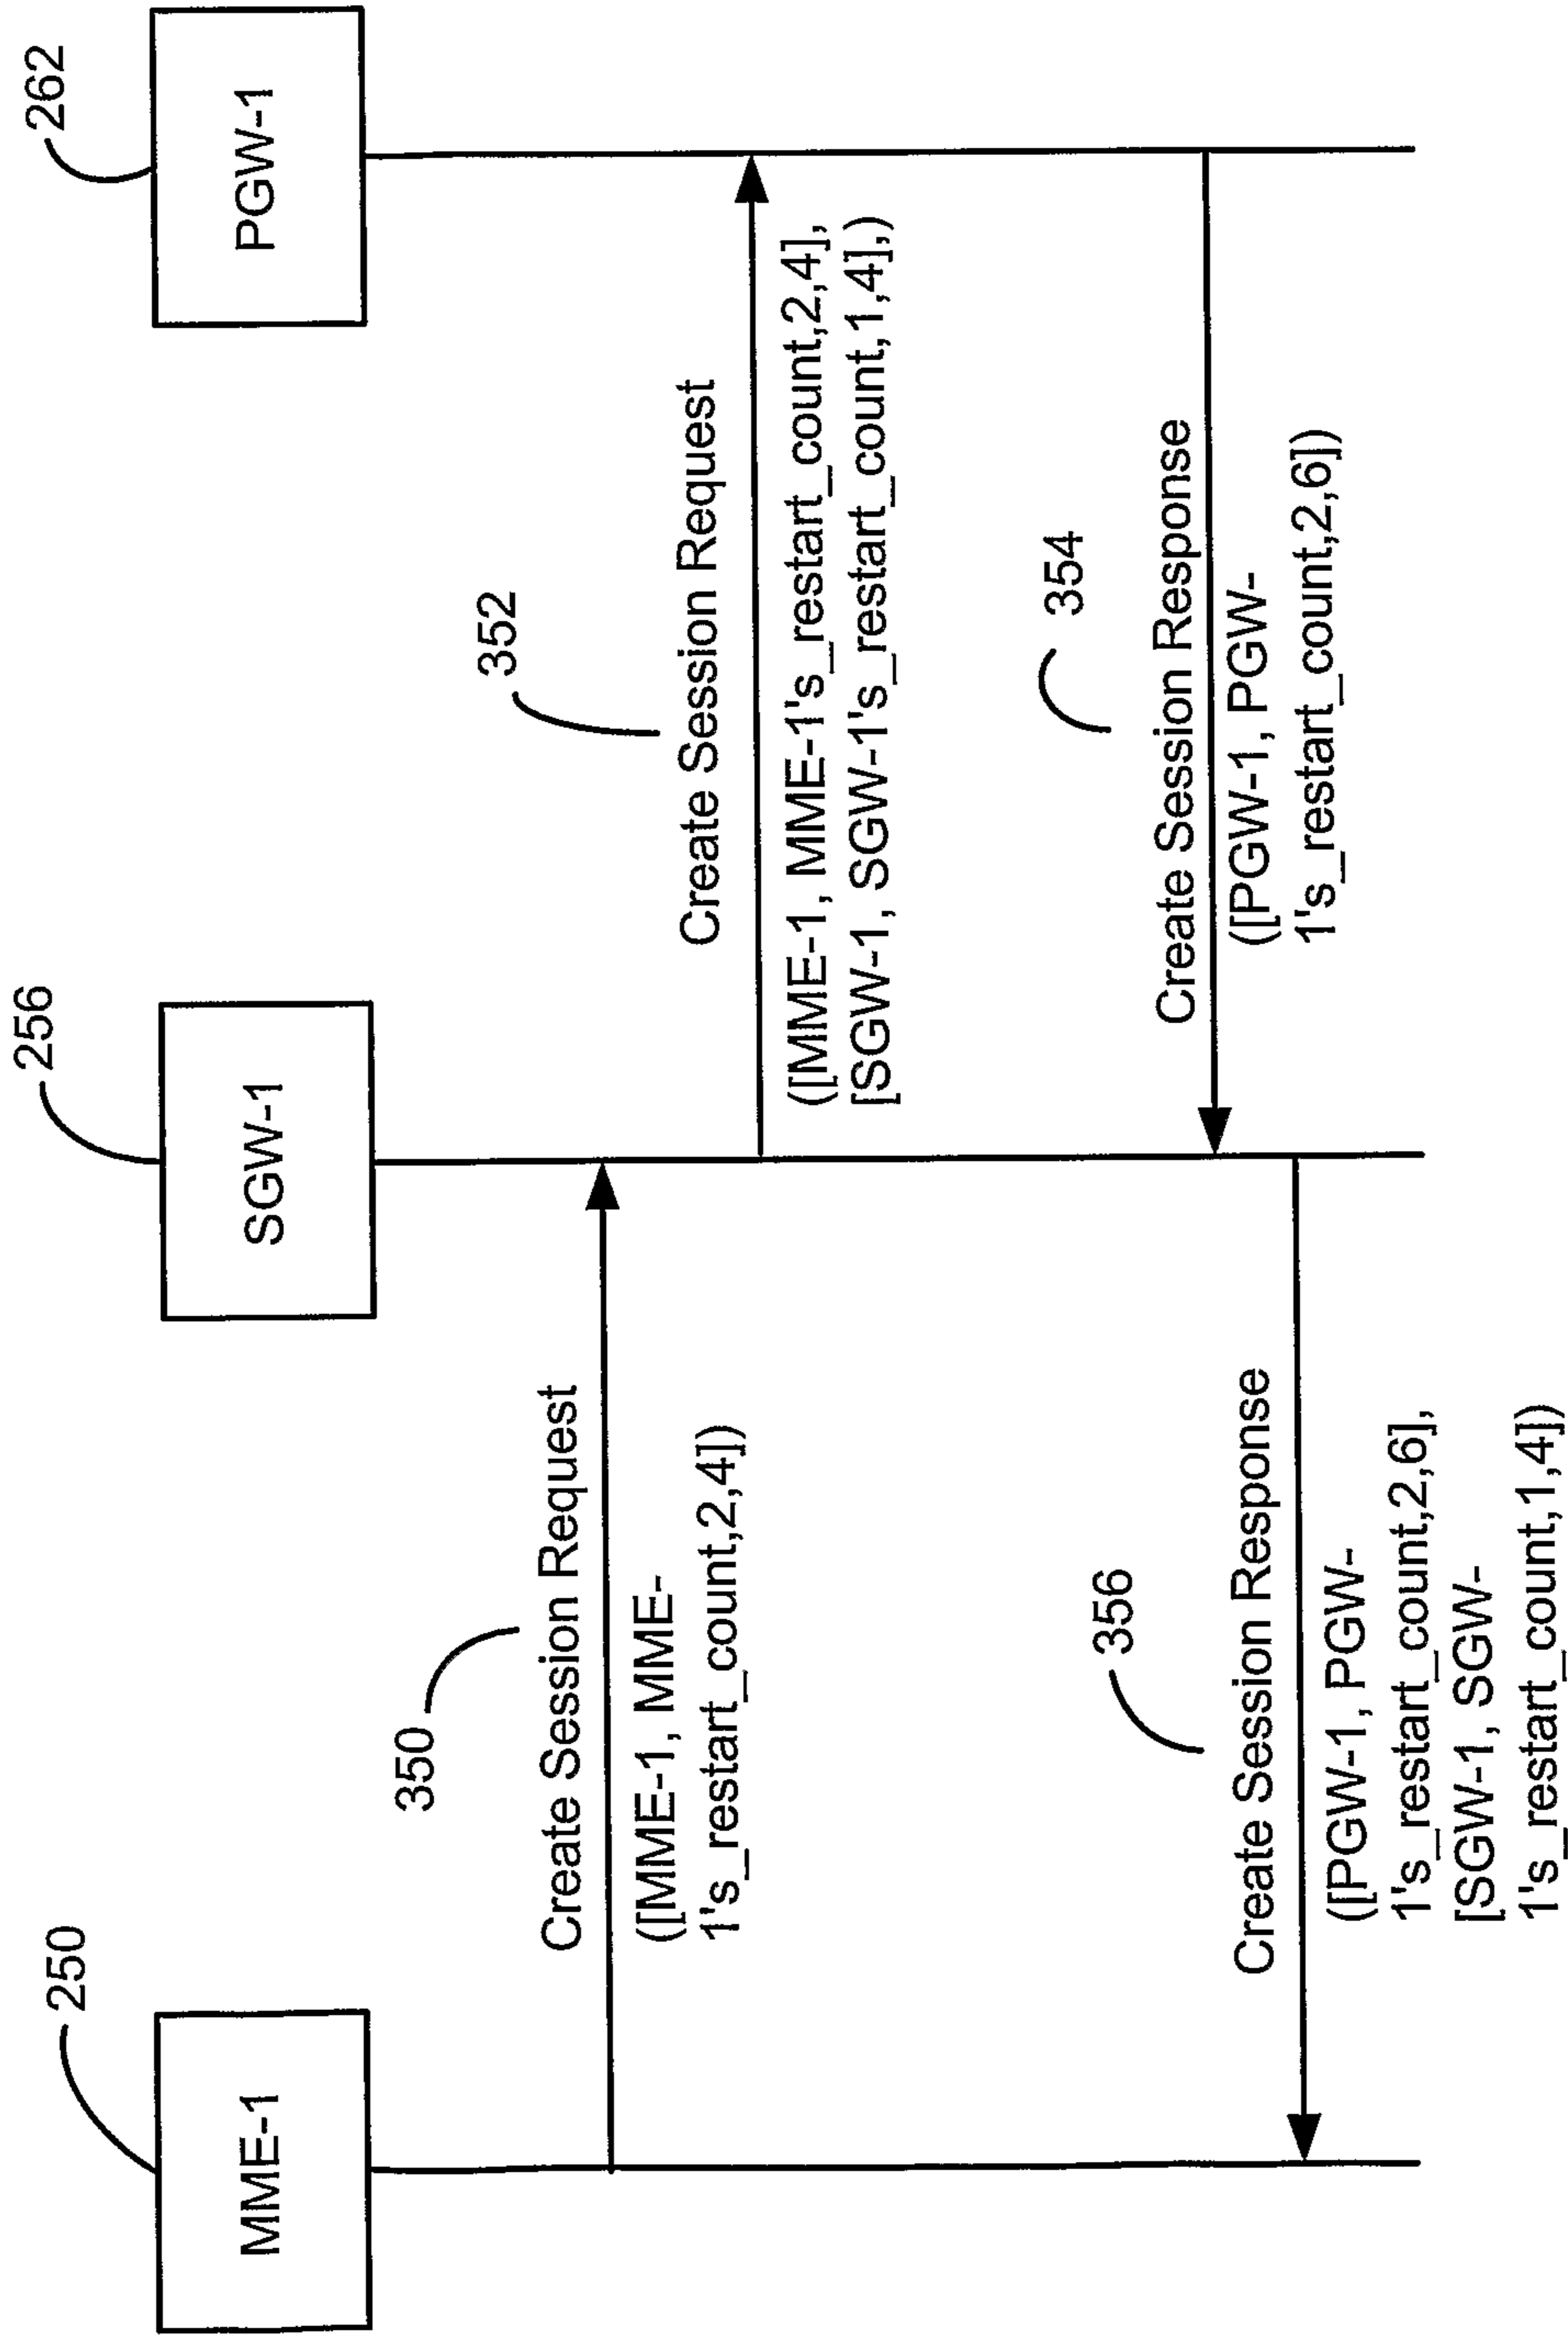 250
256
262
MME-1
SGW-1
PGW-1
350
Create Session Request
([MME-1, MME-
1's_restart_count,2,4])
352
Create Session Request
([MME-1, MME-1's_restart_count,2,4],
[SGW-1, SGW-1's_restart_count,1,4],)
354
Create Session Response
([PGW-1, PGW-
1's_restart_count,2,6])
356
Create Session Response
([PGW-1, PGW-
1's_restart_count,2,6],
[SGW-1, SGW-
1's_restart_count,1,4])